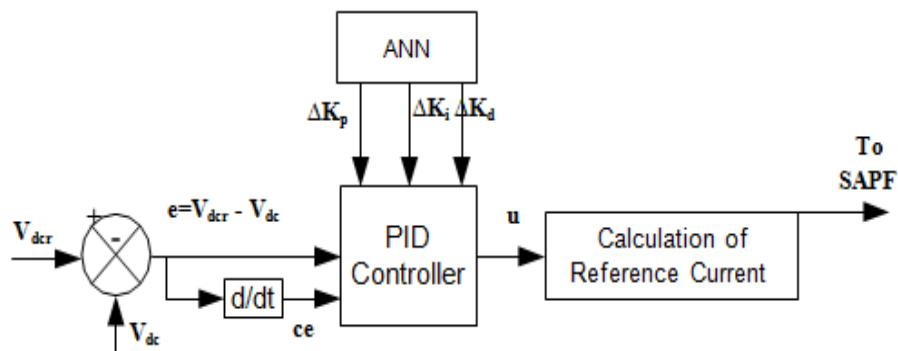 ANN
ΔKp ΔKi ΔKd
To
SAPF
e=Vdcr - Vdc
+
-
Vdcr
PID
Controller
u
Calculation of
Reference Current
d/dt
ce
Vdc